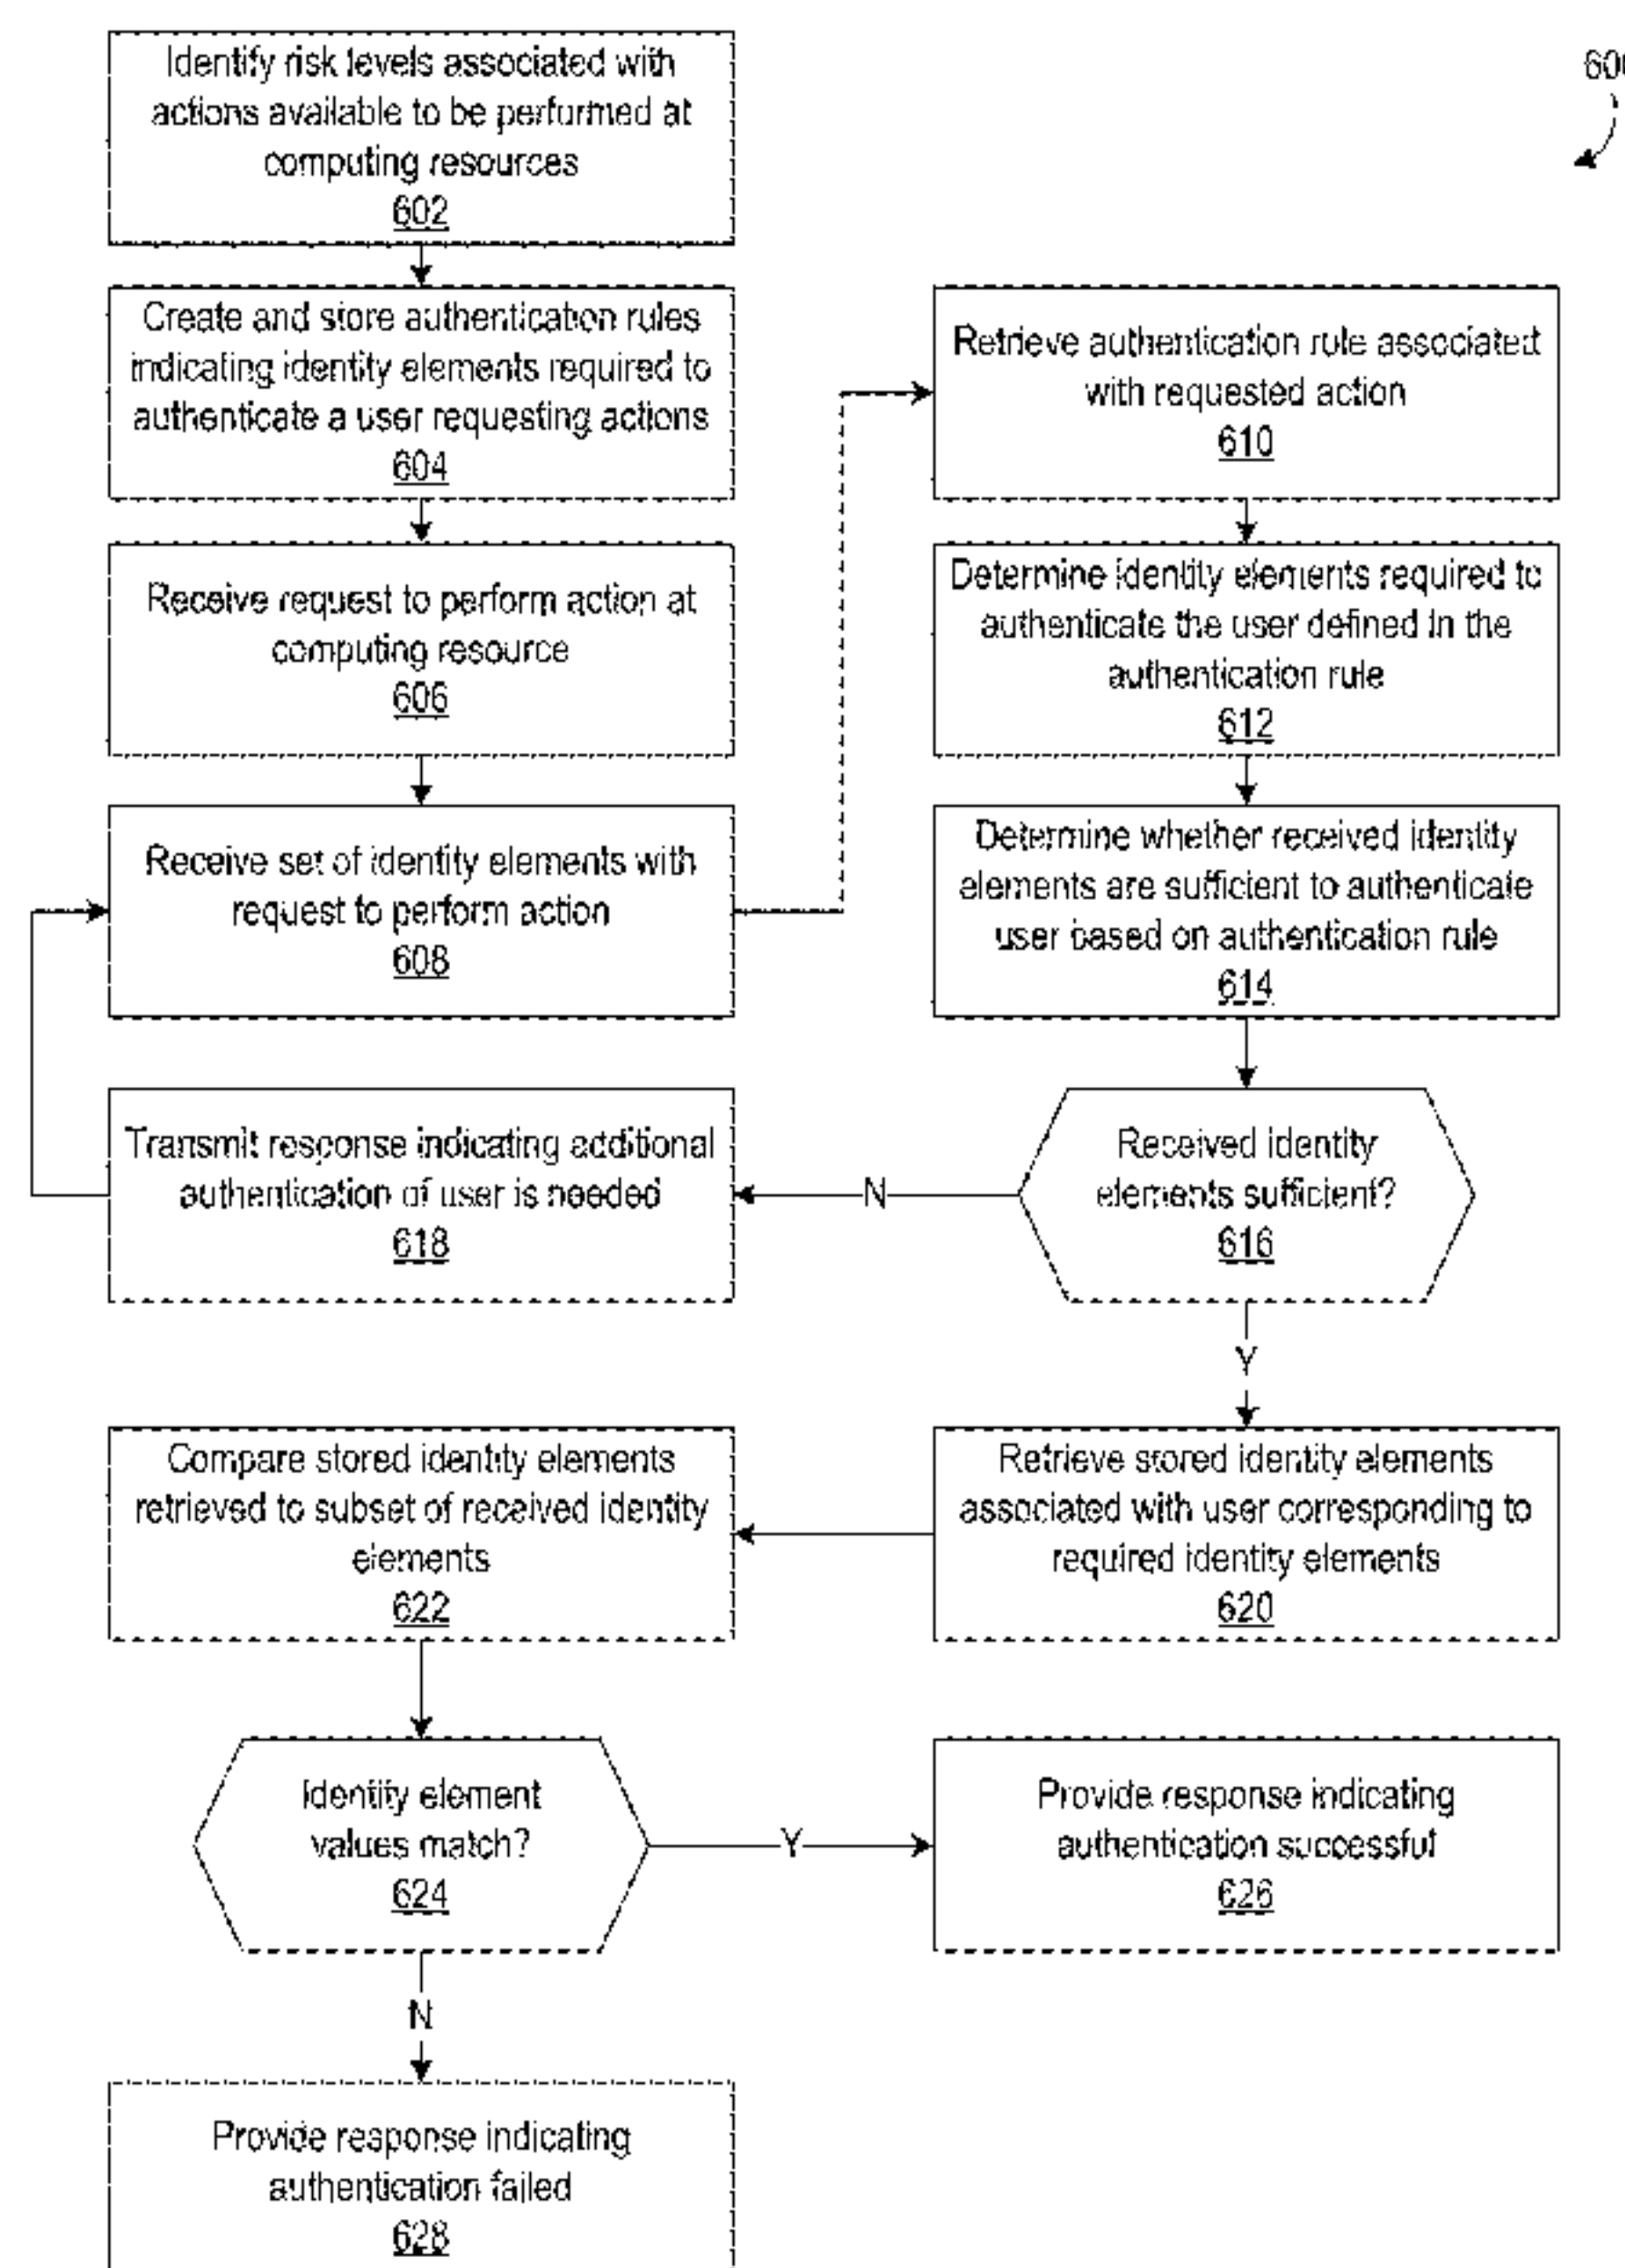 Identify risk levels associated with
actions available to be performed at
computing resources
602
Create and store authentication rules
indicating identity elements required to
authenticate a user requesting actions
604
Receive request to perform action at
computing resource
606
Receive set of identity elements with
request to perform action
608
Retrieve authentication rule associated
with requested action
610
Determine identity elements required to
authenticate the user defined in the
authentication rule
612
Determine whether received identity
elements are sufficient to authenticate
user based on authentication rule
614
Received identity
elements sufficient?
616
N
Transmit response indicating additional
authentication of user is needed
618
Y
Retrieve stored identity elements
associated with user corresponding to
required identity elements
620
Compare stored identity elements
retrieved to subset of received identity
elements
622
Identity element
values match?
624
Y
Provide response indicating
authentication successful
626
N
Provide response indicating
authentication failed
628